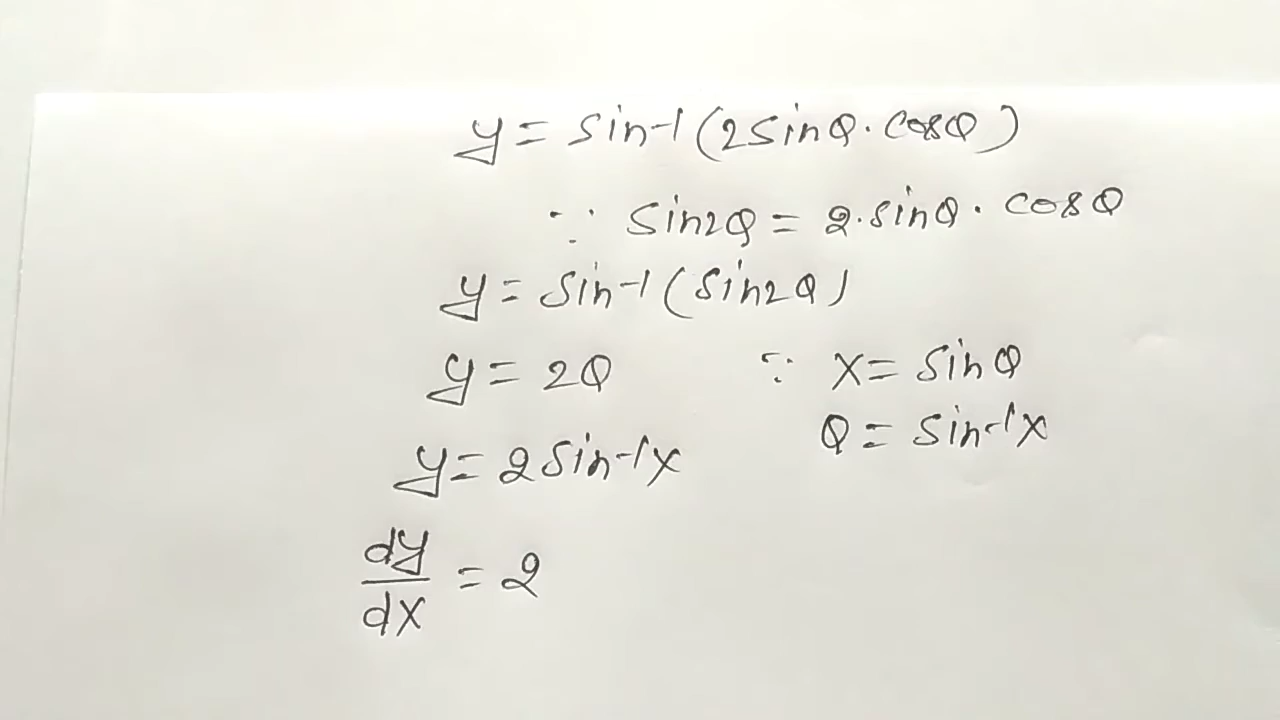 y = sin-1 (2sinθ. cosθ)
∵ sin2θ = 2.sinθ. cosθ
y = sin-1 (sin2θ)
y = 2θ ∵ x = sinθ
θ = sin-1x
y = 2sin-1x
dy/dx = 2